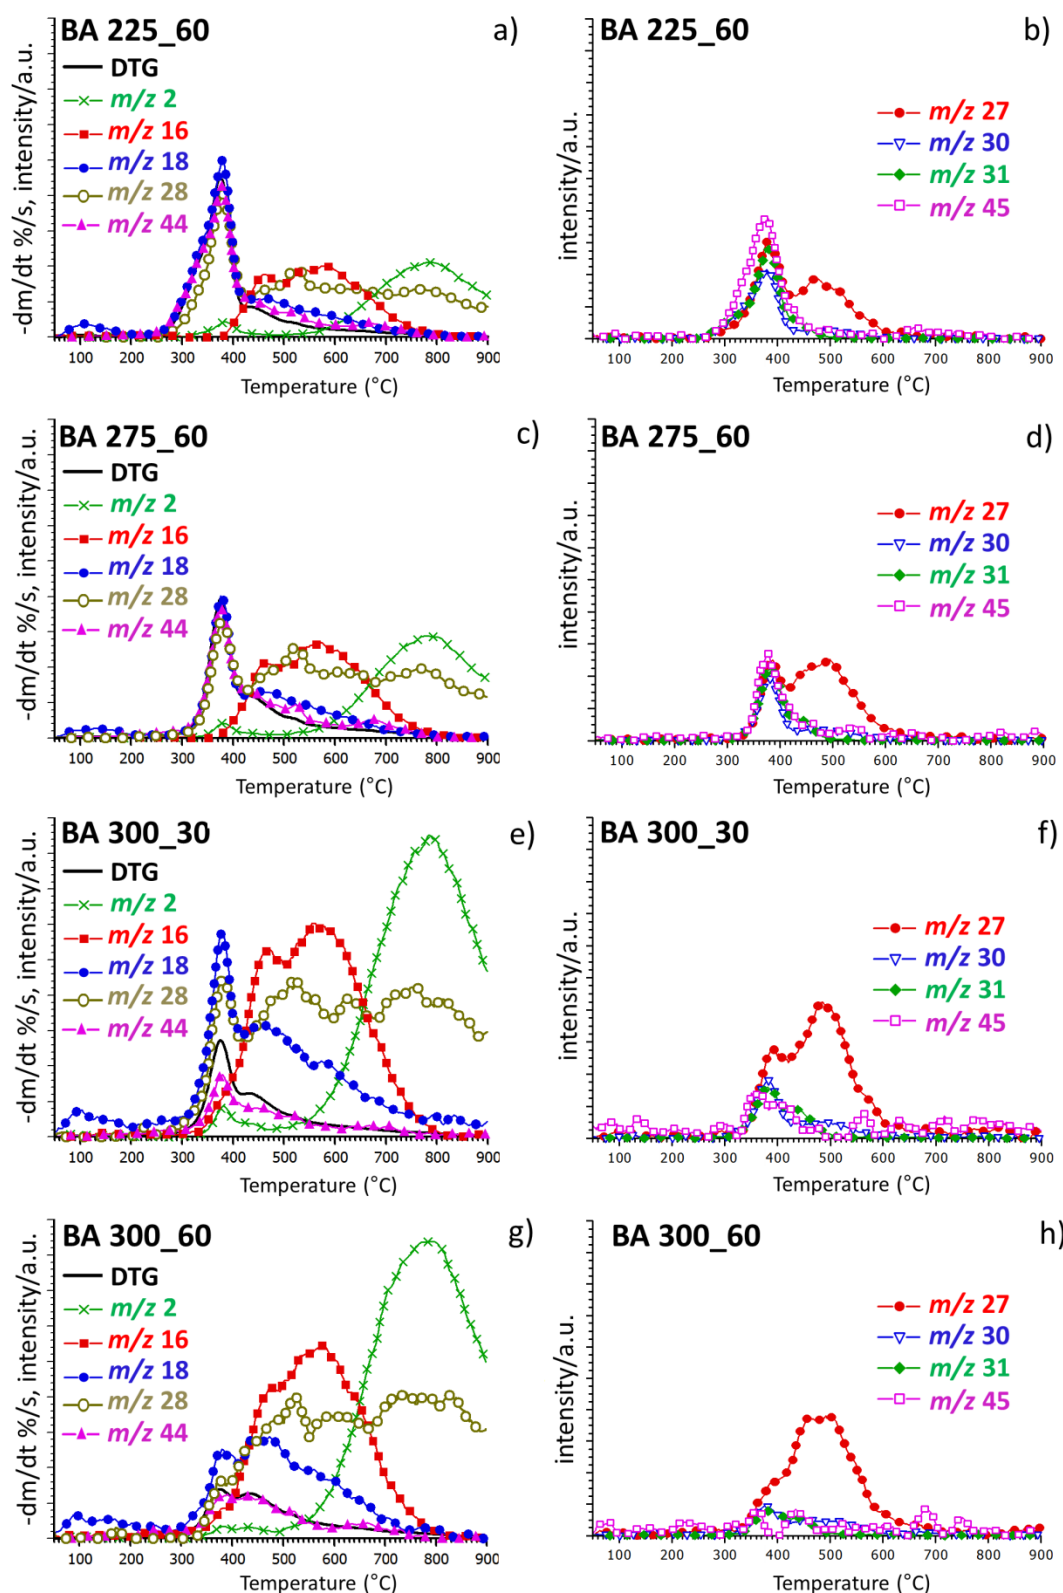 BA 225_60
a)
DTG
m/z 2
m/z 16
m/z 18
m/z 28
m/z 44
-dm/dt %/s, intensity/a.u.
100 200 300 400 500 600 700 800 900
Temperature (°C)
BA 225_60
b)
m/z 27
m/z 30
m/z 31
m/z 45
intensity/a.u.
100 200 300 400 500 600 700 800 900
Temperature (°C)
BA 275_60
c)
DTG
m/z 2
m/z 16
m/z 18
m/z 28
m/z 44
-dm/dt %/s, intensity/a.u.
100 200 300 400 500 600 700 800 900
Temperature (°C)
BA 275_60
d)
m/z 27
m/z 30
m/z 31
m/z 45
intensity/a.u.
100 200 300 400 500 600 700 800 900
Temperature (°C)
BA 300_30
e)
DTG
m/z 2
m/z 16
m/z 18
m/z 28
m/z 44
-dm/dt %/s, intensity/a.u.
100 200 300 400 500 600 700 800 900
Temperature (°C)
BA 300_30
f)
m/z 27
m/z 30
m/z 31
m/z 45
intensity/a.u.
100 200 300 400 500 600 700 800 900
Temperature (°C)
BA 300_60
g)
DTG
m/z 2
m/z 16
m/z 18
m/z 28
m/z 44
-dm/dt %/s, intensity/a.u.
100 200 300 400 500 600 700 800 900
Temperature (°C)
BA 300_60
h)
m/z 27
m/z 30
m/z 31
m/z 45
intensity/a.u.
100 200 300 400 500 600 700 800 900
Temperature (°C)